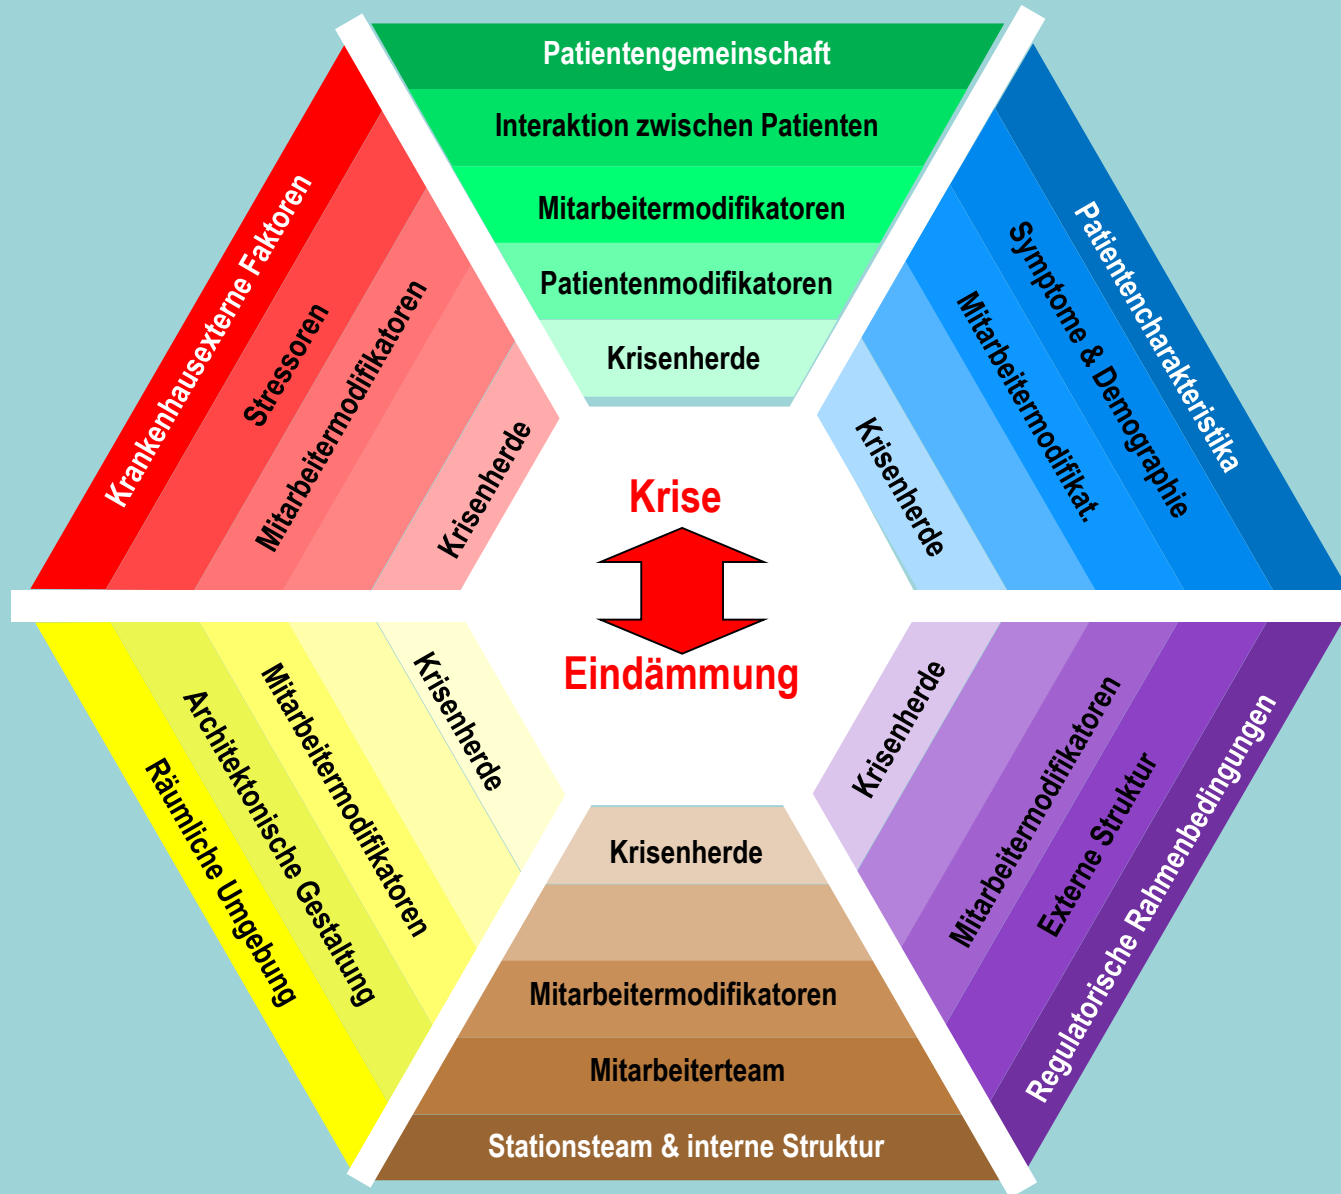 Patientengemeinschaft
Interaktion zwischen Patienten
Mitarbeitermodifikatoren
Patientenmodifikatoren
Krisenherde
Patientencharakteristika
Symptome & Demographie
Mitarbeitermodifikat.
Krisenherde
Krankenhausexterne Faktoren
Stressoren
Mitarbeitermodifikatoren
Krisenherde
Krise
Eindämmung
Räumliche Umgebung
Architektonische Gestaltung
Mitarbeitermodifikatoren
Krisenherde
Krisenherde
Mitarbeitermodifikatoren
Externe Struktur
Regulatorische Rahmenbedingungen
Krisenherde
Mitarbeitermodifikatoren
Mitarbeiterteam
Stationsteam & interne Struktur